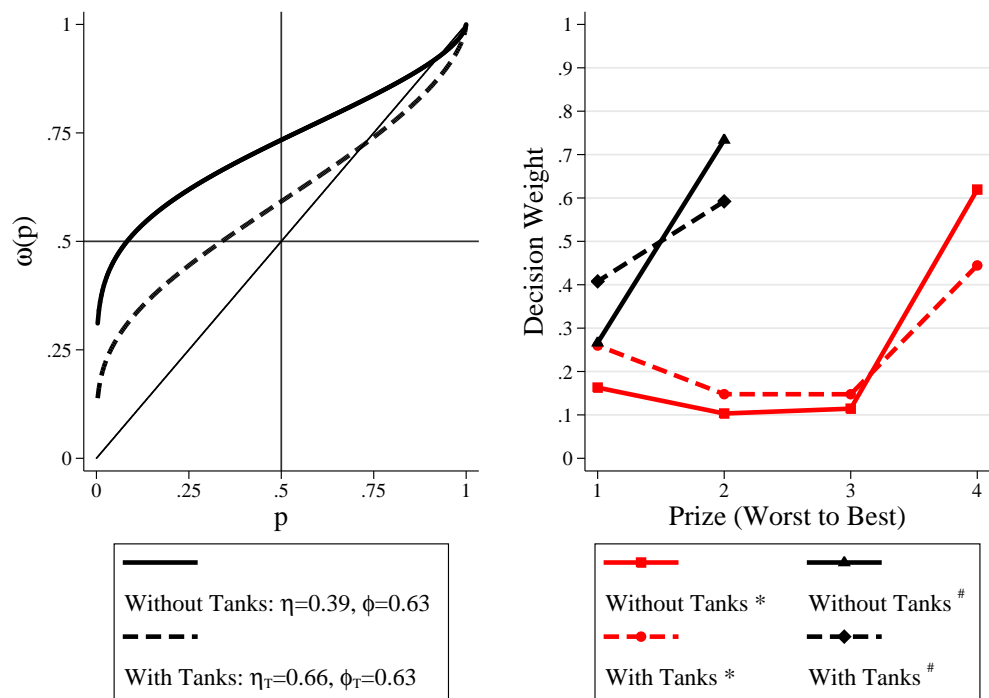 1
.75
.5
.25
0
ω(p)
0
.25
.5
.75
1
p
Without Tanks: η=0.39, ϕ=0.63
With Tanks: ηT=0.66, ϕT=0.63
1
.9
.8
.7
.6
.5
.4
.3
.2
.1
0
Decision Weight
1
2
3
4
Prize (Worst to Best)
Without Tanks *
Without Tanks #
With Tanks *
With Tanks #